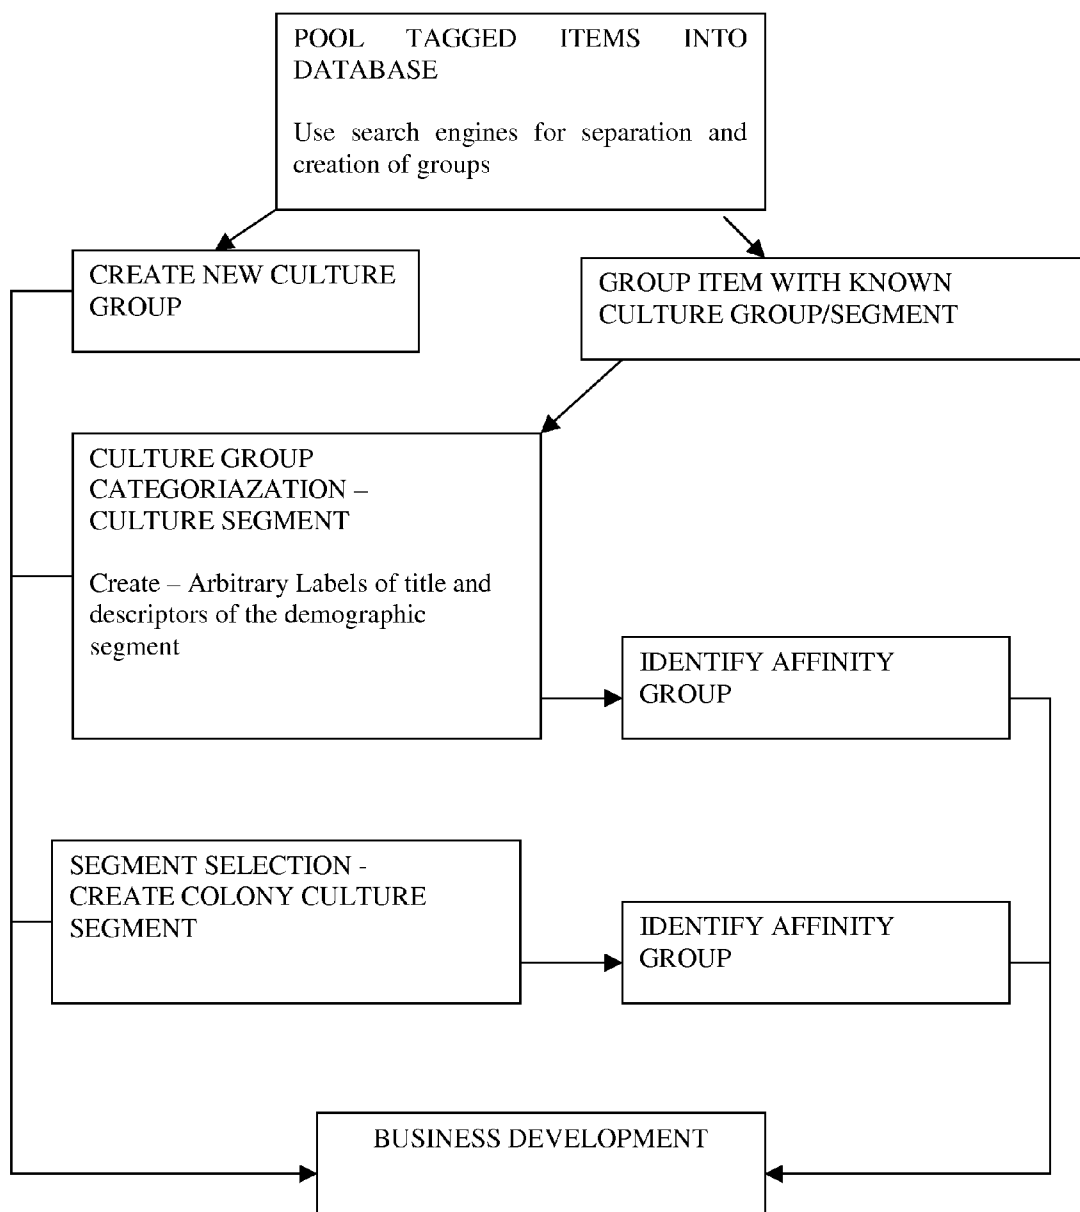 POOL TAGGED ITEMS INTO
DATABASE
Use search engines for separation and
creation of groups
CREATE NEW CULTURE
GROUP
GROUP ITEM WITH KNOWN
CULTURE GROUP/SEGMENT
CULTURE GROUP
CATEGORIAZATION –
CULTURE SEGMENT
Create – Arbitrary Labels of title and
descriptors of the demographic
segment
IDENTIFY AFFINITY
GROUP
SEGMENT SELECTION -
CREATE COLONY CULTURE
SEGMENT
IDENTIFY AFFINITY
GROUP
BUSINESS DEVELOPMENT